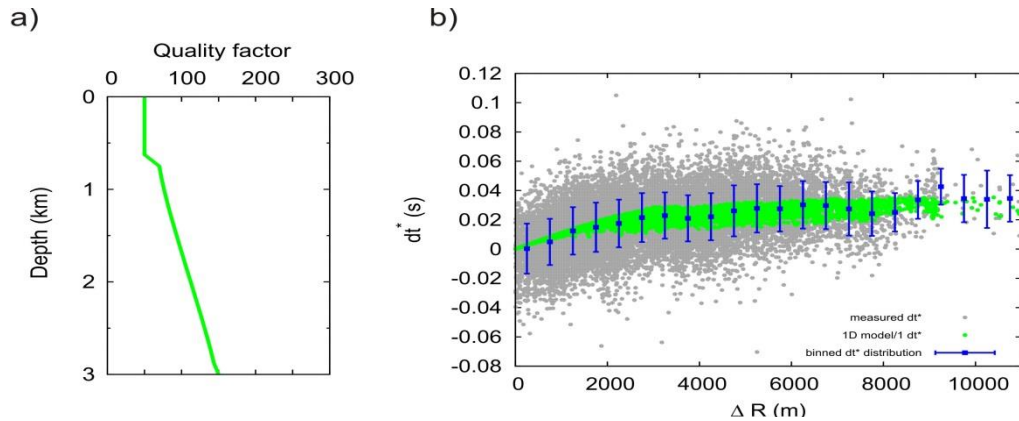 a)
Quality factor
0 100 200 300
0
1
2
3
Depth (km)
b)
0.12
0.1
0.08
0.06
0.04
0.02
0
-0.02
-0.04
-0.06
-0.08
dt* (s)
measured dt*
1D model/1 dt*
binned dt* distribution
0 2000 4000 6000 8000 10000
Δ R (m)